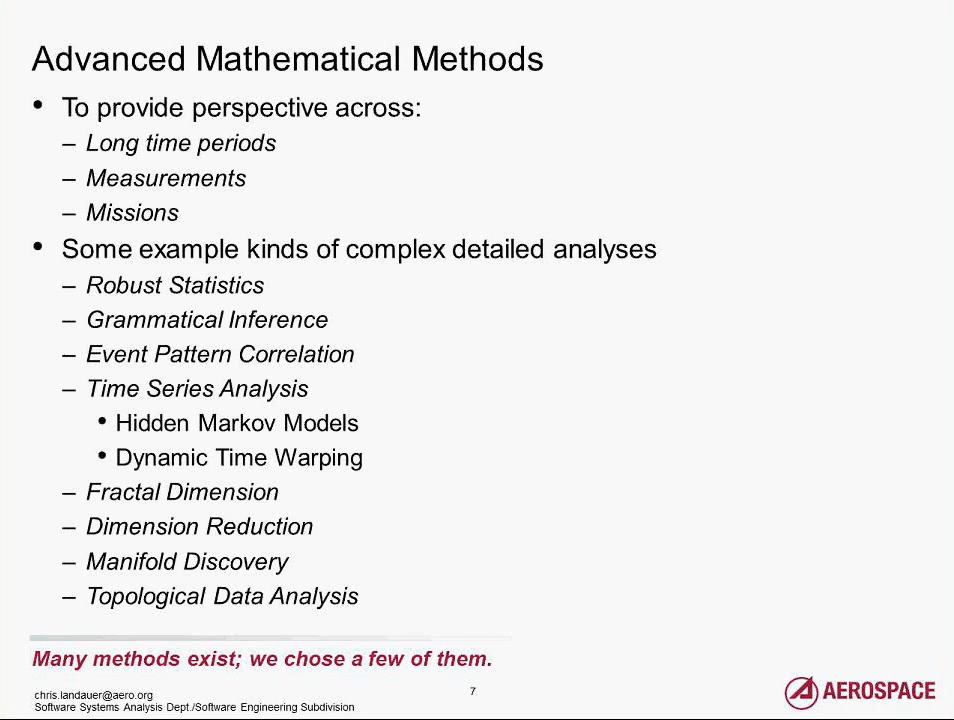 Advanced Mathematical Methods
• To provide perspective across:
– Long time periods
– Measurements
– Missions
• Some example kinds of complex detailed analyses
– Robust Statistics
– Grammatical Inference
– Event Pattern Correlation
– Time Series Analysis
• Hidden Markov Models
• Dynamic Time Warping
– Fractal Dimension
– Dimension Reduction
– Manifold Discovery
– Topological Data Analysis
Many methods exist; we chose a few of them.
chris.landauer@aero.org
Software Systems Analysis Dept./Software Engineering Subdivision
7
AEROSPACE